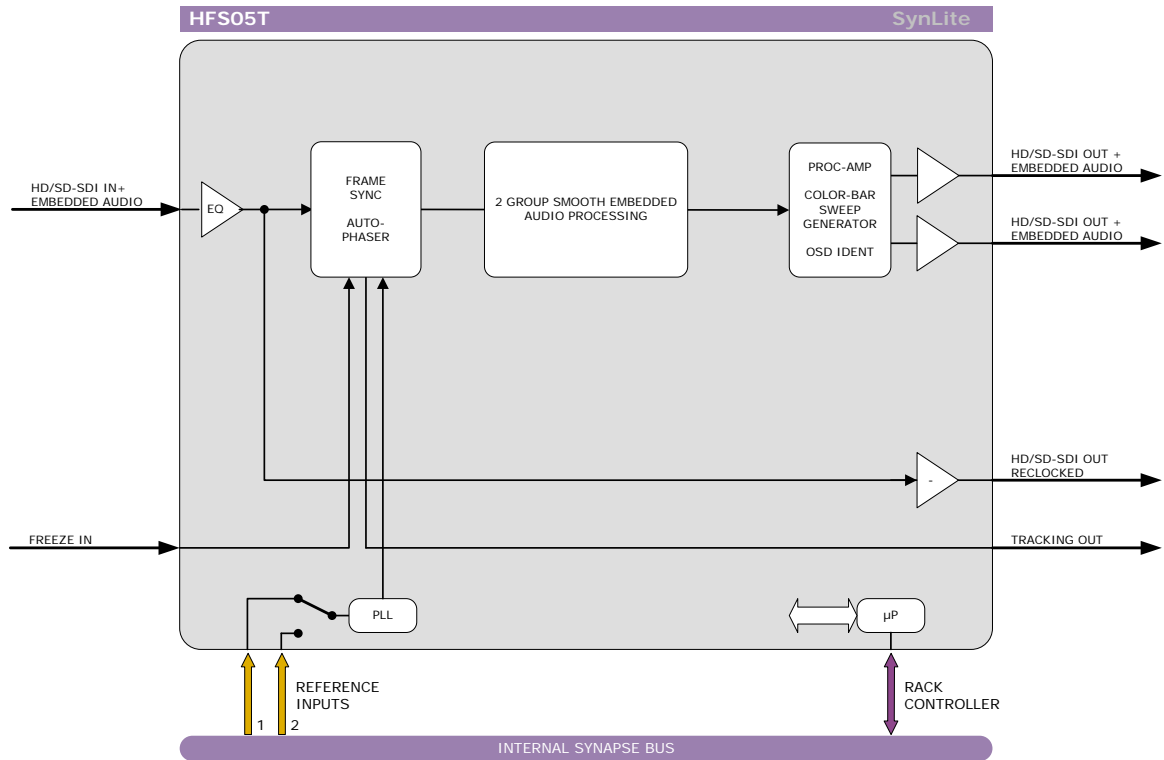 HFS05T
SynLite
HD/SD-SDI IN+
EMBEDDED AUDIO
EQ
FRAME
SYNC
AUTO-
PHASER
2 GROUP SMOOTH EMBEDDED
AUDIO PROCESSING
PROC-AMP
COLOR-BAR
SWEEP
GENERATOR
OSD IDENT
HD/SD-SDI OUT +
EMBEDDED AUDIO
HD/SD-SDI OUT +
EMBEDDED AUDIO
-
HD/SD-SDI OUT
RECLOCKED
FREEZE IN
TRACKING OUT
PLL
µP
REFERENCE
INPUTS
1
2
RACK
CONTROLLER
INTERNAL SYNAPSE BUS